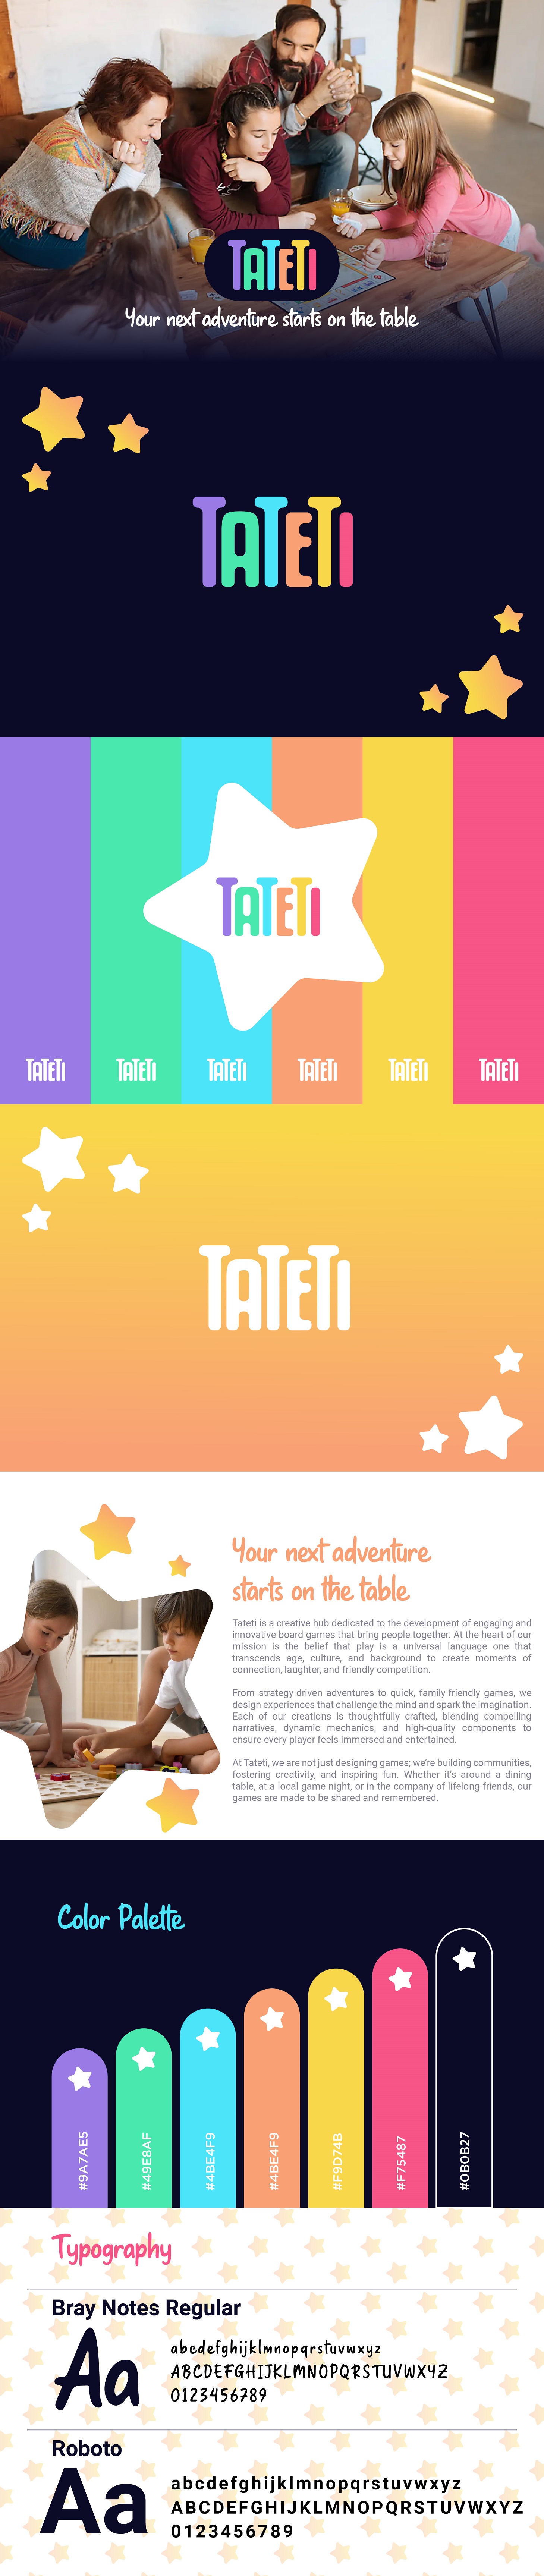 TATETI
Your next adventure starts on the table
TATETI
TATETI
TATETI
TATETI
TATETI
TATETI
TATETI
TATETI
TATETI
Your next adventure
starts on the table
Tateti is a creative hub dedicated to the development of engaging and
innovative board games that bring people together. At the heart of our
mission is the belief that play is a universal language one that
transcends age, culture, and background to create moments of
connection, laughter, and friendly competition.
From strategy-driven adventures to quick, family-friendly games, we
design experiences that challenge the mind and spark the imagination.
Each of our creations is thoughtfully crafted, blending compelling
narratives, dynamic mechanics, and high-quality components to
ensure every player feels immersed and entertained.
At Tateti, we are not just designing games; we're building communities,
fostering creativity, and inspiring fun. Whether it's around a dining
table, at a local game night, or in the company of lifelong friends, our
games are made to be shared and remembered.
Color Palette
#9A7AE5
#49E8AF
#4BE4F9
#4BE4F9
#F9D74B
#F75487
#0B0B27
Typography
Bray Notes Regular
Aa
abcdefghijklmnopqrstuvwxyz
ABCDEFGHIJKLMNOPQRSTUVWXYZ
0123456789
Roboto
Aa
abcdefghijklmnopqrstuvwxyz
ABCDEFGHIJKLMNOPQRSTUVWXYZ
0123456789